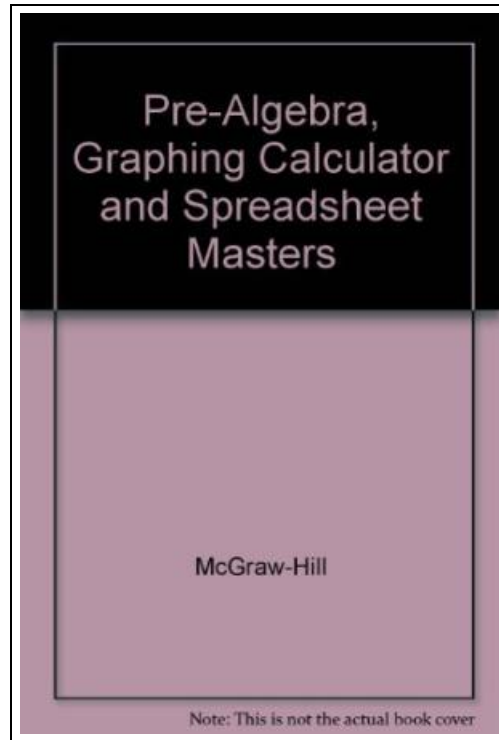 Pre-Algebra,
Graphing Calculator
and Spreadsheet
Masters
McGraw-Hill
Note: This is not the actual book cover